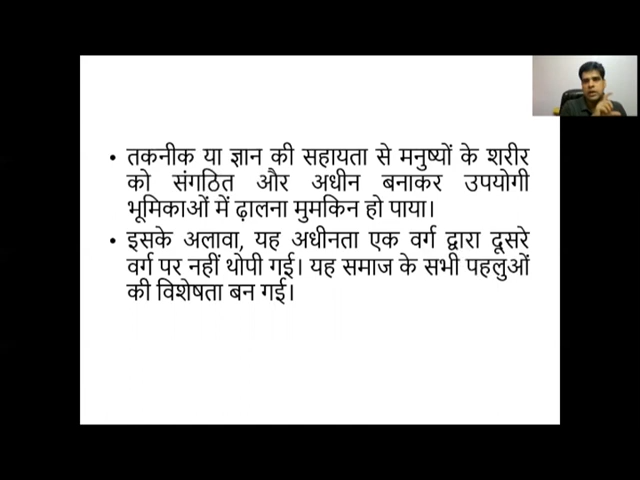 • तकनीक या ज्ञान की सहायता से मनुष्यों के शरीर
को संगठित और अधीन बनाकर उपयोगी
भूमिकाओं में ढ़ालना मुमकिन हो पाया।
• इसके अलावा, यह अधीनता एक वर्ग द्वारा दूसरे
वर्ग पर नहीं थोपी गई। यह समाज के सभी पहलुओं
की विशेषता बन गई।